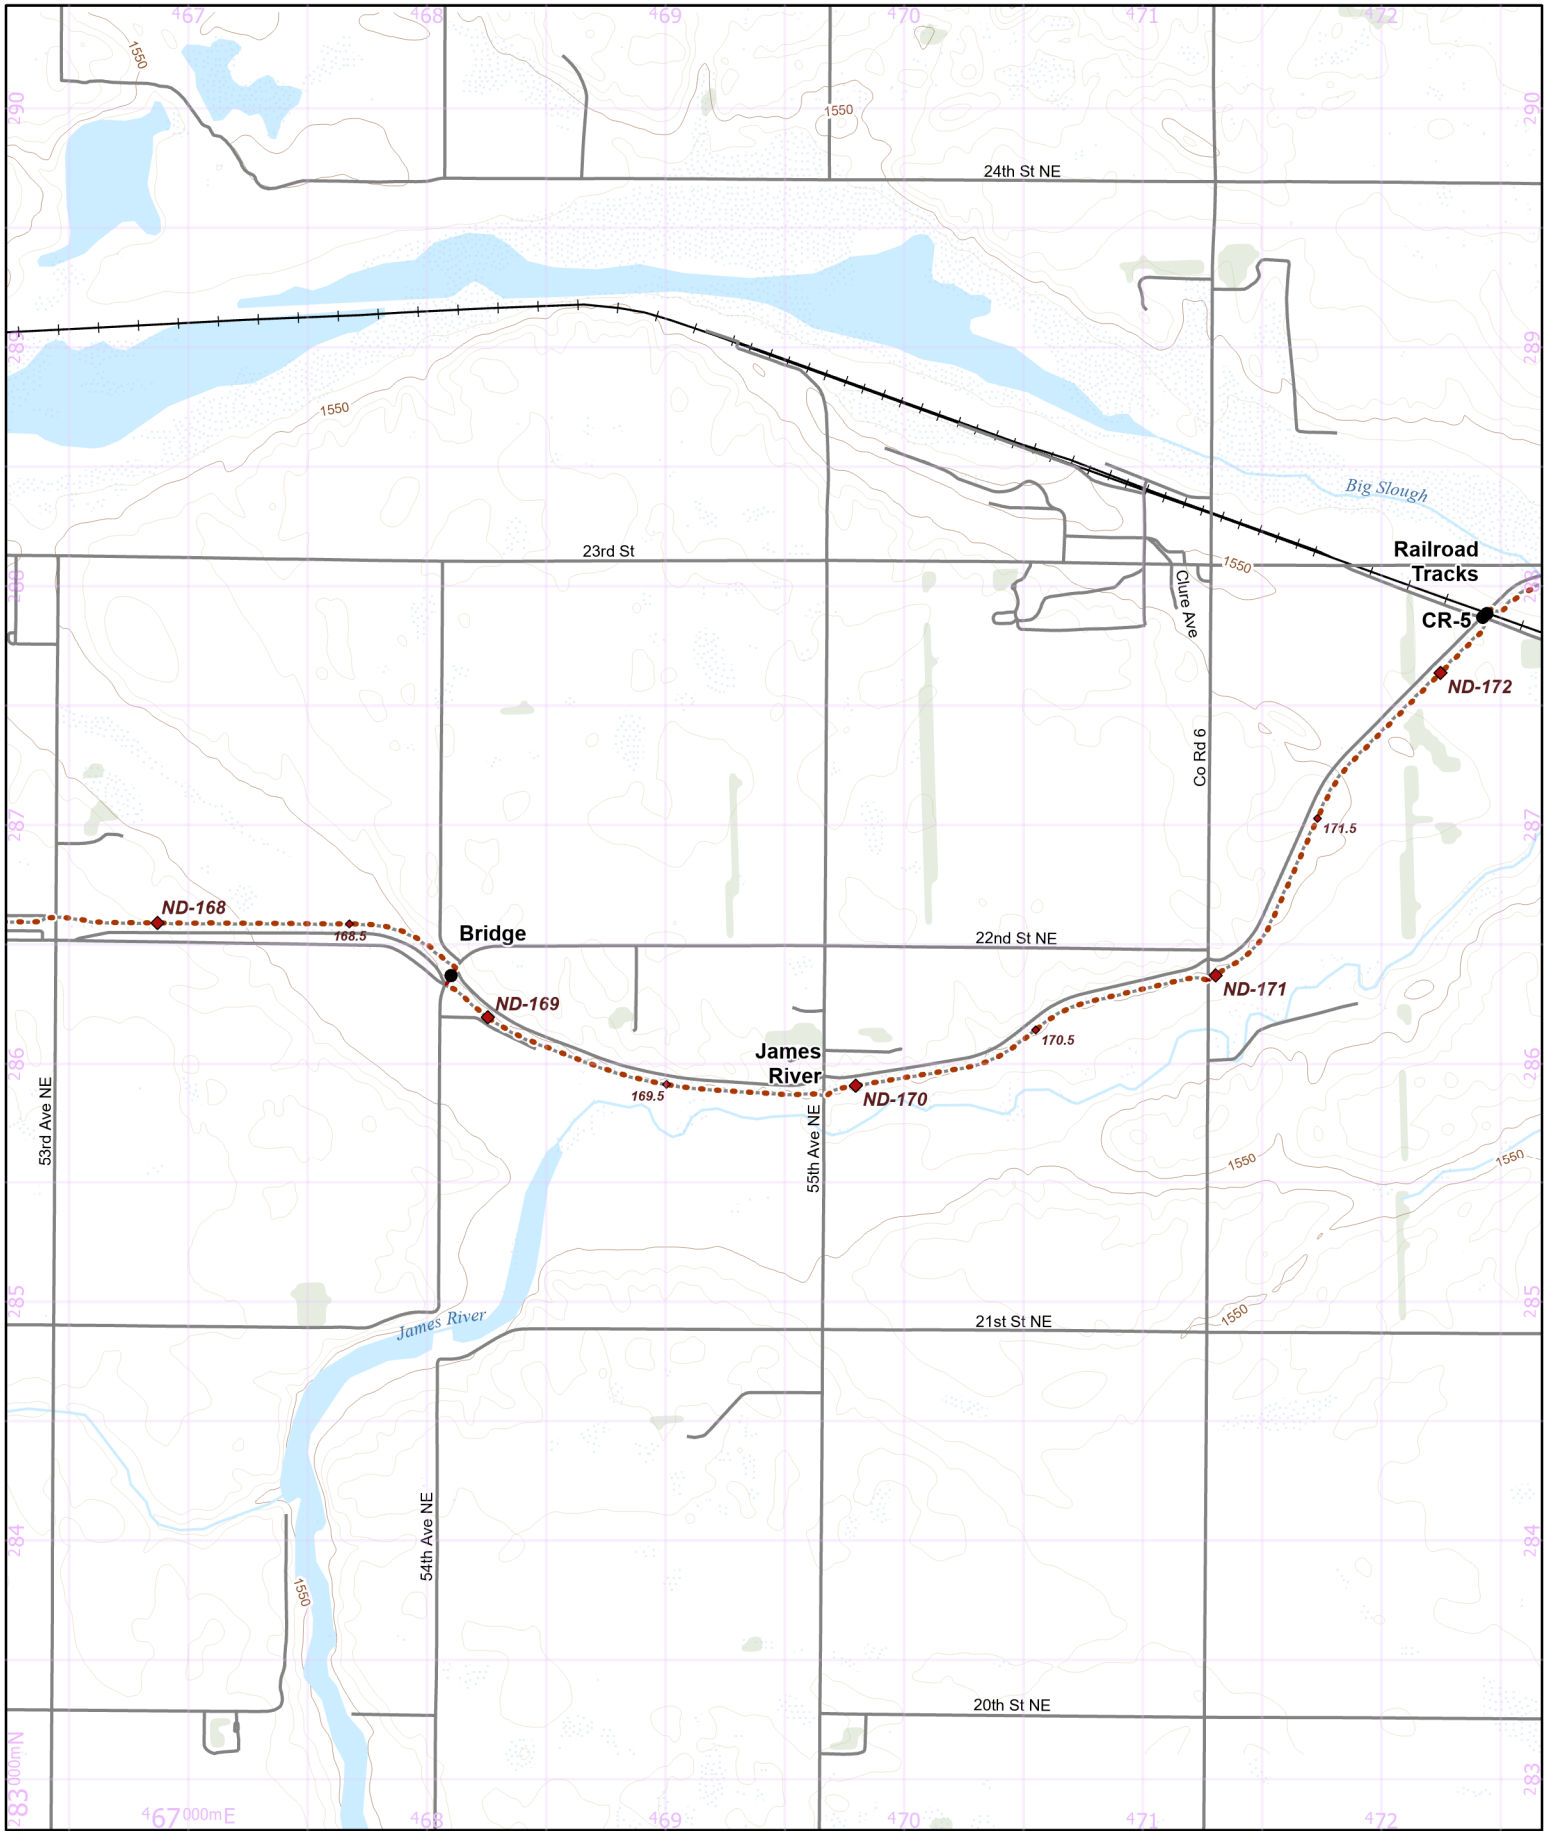 467
468
469
470
471
472
1550
290
1550
290
24th St NE
289
289
1550
Big Slough
23rd St
Railroad
Tracks
1550
288
Clure Ave
CR-5
ND-172
Co Rd 6
287
171.5
287
ND-168
168.5
Bridge
22nd St NE
ND-169
ND-171
170.5
286
James
River
286
169.5
ND-170
53rd Ave NE
55th Ave NE
1550
1550
285
James River
21st St NE
1550
285
54th Ave NE
284
284
1550
20th St NE
283000mN
283
467000mE
468
469
470
471
472